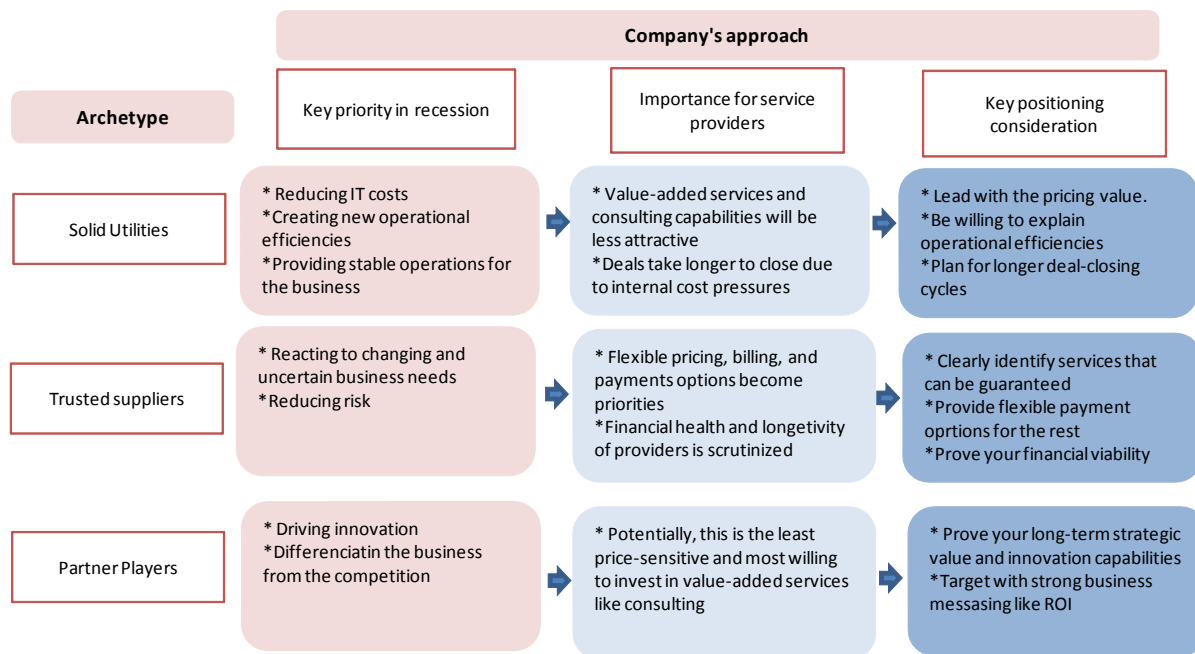 Company's approach
Archetype
Key priority in recession
Importance for service
providers
Key positioning
consideration
Solid Utilities
* Reducing IT costs
*Creating new operational
efficiencies
*Providing stable operations for
the business
* Value-added services and
consulting capabilities will be
less attractive
*Deals take longer to close due
to internal cost pressures
* Lead with the pricing value.
*Be willing to explain
operational efficiencies
*Plan for longer deal-closing
cycles
Trusted suppliers
* Reacting to changing and
uncertain business needs
*Reducing risk
* Flexible pricing, billing, and
payments options become
priorities
*Financial health and longetivity
of providers is scrutinized
* Clearly identify services that
can be guaranteed
*Provide flexible payment
oprtions for the rest
*Prove your financial viability
Partner Players
* Driving innovation
*Differenciatin the business
from the competition
* Potentially, this is the least
price-sensitive and most willing
to invest in value-added services
like consulting
* Prove your long-term strategic
value and innovation capabilities
*Target with strong business
messasing like ROI